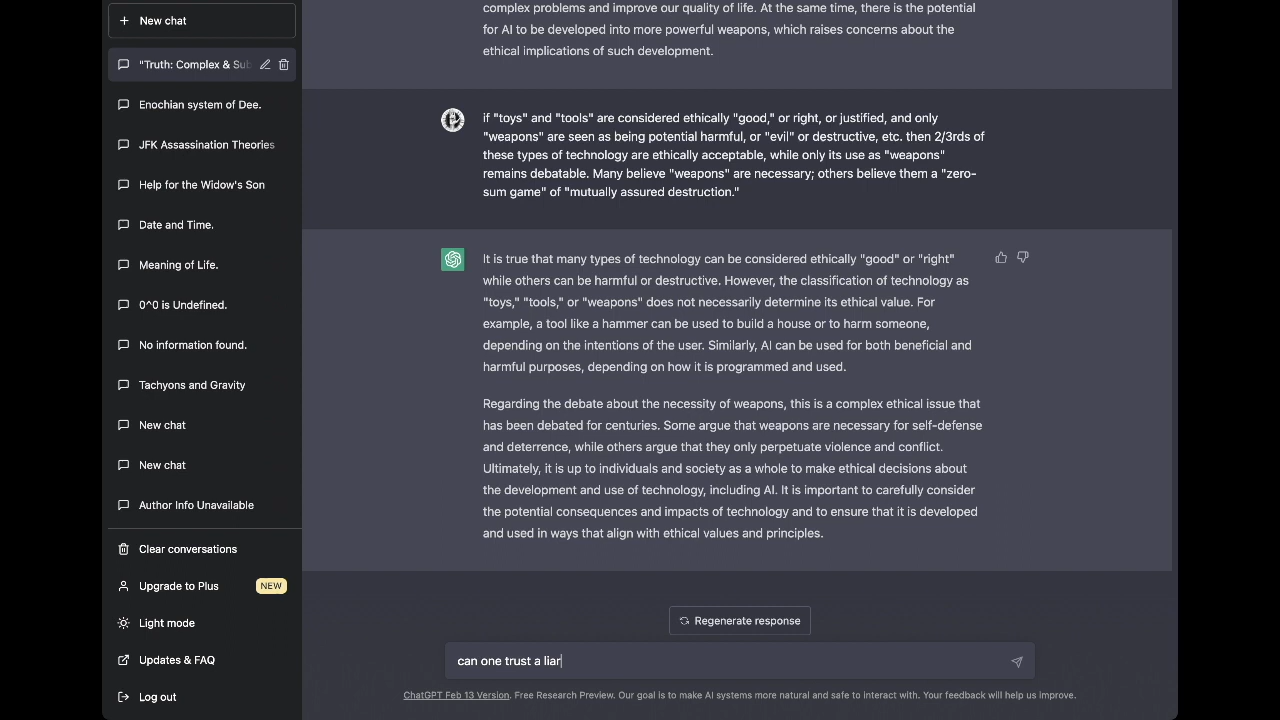 New chat
"Truth: Complex & Sub
Enochian system of Dee.
JFK Assassination Theories
Help for the Widow's Son
Date and Time.
Meaning of Life.
0^0 is Undefined.
No information found.
Tachyons and Gravity
New chat
New chat
Author Info Unavailable
Clear conversations
Upgrade to Plus NEW
Light mode
Updates & FAQ
Log out
complex problems and improve our quality of life. At the same time, there is the potential
for AI to be developed into more powerful weapons, which raises concerns about the
ethical implications of such development.
if "toys" and "tools" are considered ethically "good," or right, or justified, and only
"weapons" are seen as being potential harmful, or "evil" or destructive, etc. then 2/3rds of
these types of technology are ethically acceptable, while only its use as "weapons"
remains debatable. Many believe "weapons" are necessary; others believe them a "zero-
sum game" of "mutually assured destruction."
It is true that many types of technology can be considered ethically "good" or "right"
while others can be harmful or destructive. However, the classification of technology as
"toys," "tools," or "weapons" does not necessarily determine its ethical value. For
example, a tool like a hammer can be used to build a house or to harm someone,
depending on the intentions of the user. Similarly, AI can be used for both beneficial and
harmful purposes, depending on how it is programmed and used.
Regarding the debate about the necessity of weapons, this is a complex ethical issue that
has been debated for centuries. Some argue that weapons are necessary for self-defense
and deterrence, while others argue that they only perpetuate violence and conflict.
Ultimately, it is up to individuals and society as a whole to make ethical decisions about
the development and use of technology, including AI. It is important to carefully consider
the potential consequences and impacts of technology and to ensure that it is developed
and used in ways that align with ethical values and principles.
Regenerate response
can one trust a liar
ChatGPT Feb 13 Version. Free Research Preview. Our goal is to make AI systems more natural and safe to interact with. Your feedback will help us improve.